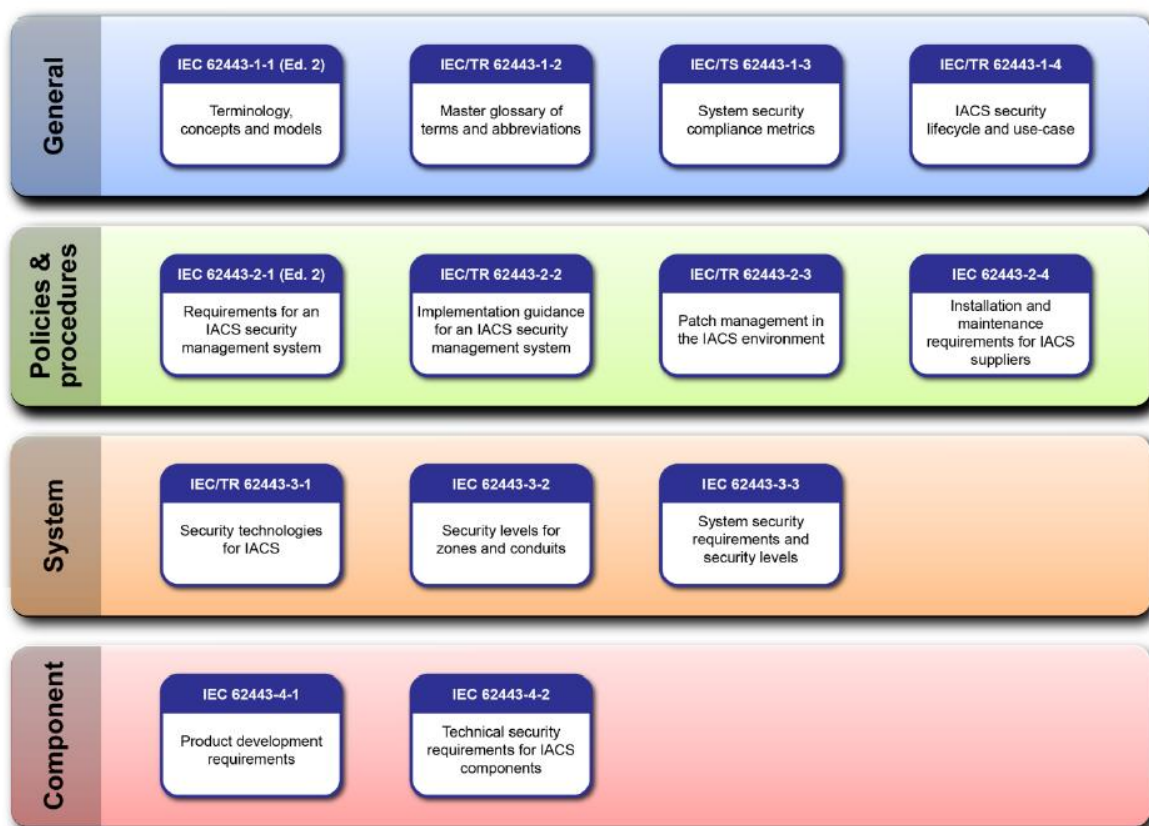 General
IEC 62443-1-1 (Ed. 2)
Terminology,
concepts and models
IEC/TR 62443-1-2
Master glossary of
terms and abbreviations
IEC/TS 62443-1-3
System security
compliance metrics
IEC/TR 62443-1-4
IACS security
lifecycle and use-case
Policies &
procedures
IEC 62443-2-1 (Ed. 2)
Requirements for an
IACS security
management system
IEC/TR 62443-2-2
Implementation guidance
for an IACS security
management system
IEC/TR 62443-2-3
Patch management in
the IACS environment
IEC 62443-2-4
Installation and
maintenance
requirements for IACS
suppliers
System
IEC/TR 62443-3-1
Security technologies
for IACS
IEC 62443-3-2
Security levels for
zones and conduits
IEC 62443-3-3
System security
requirements and
security levels
Component
IEC 62443-4-1
Product development
requirements
IEC 62443-4-2
Technical security
requirements for IACS
components